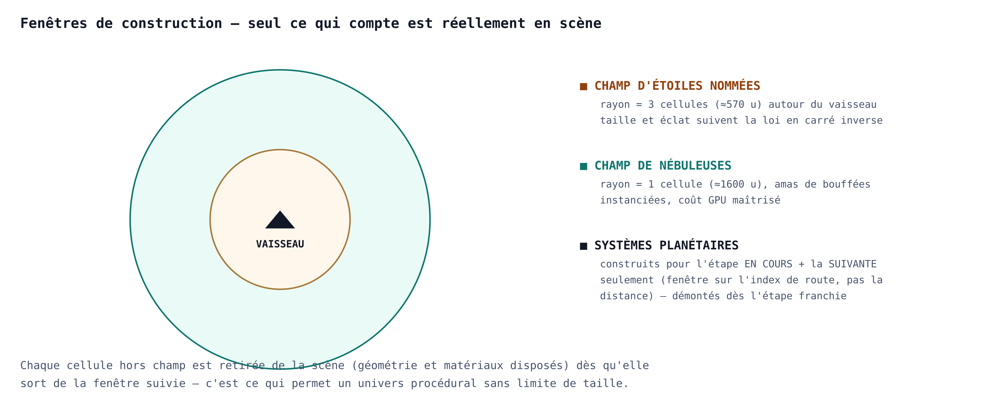 Fenêtres de construction — seul ce qui compte est réellement en scène
■ CHAMP D'ÉTOILES NOMMÉES
rayon = 3 cellules (≈570 u) autour du vaisseau
taille et éclat suivent la loi en carré inverse
■ CHAMP DE NÉBULEUSES
rayon = 1 cellule (≈1600 u), amas de bouffées
instanciées, coût GPU maîtrisé
VAISSEAU
■ SYSTÈMES PLANÉTAIRES
construits pour l'étape EN COURS + la SUIVANTE
seulement (fenêtre sur l'index de route, pas la
distance) — démontés dès l'étape franchie
Chaque cellule hors champ est retirée de la scène (géométrie et matériaux disposés) dès qu'elle
sort de la fenêtre suivie — c'est ce qui permet un univers procédural sans limite de taille.